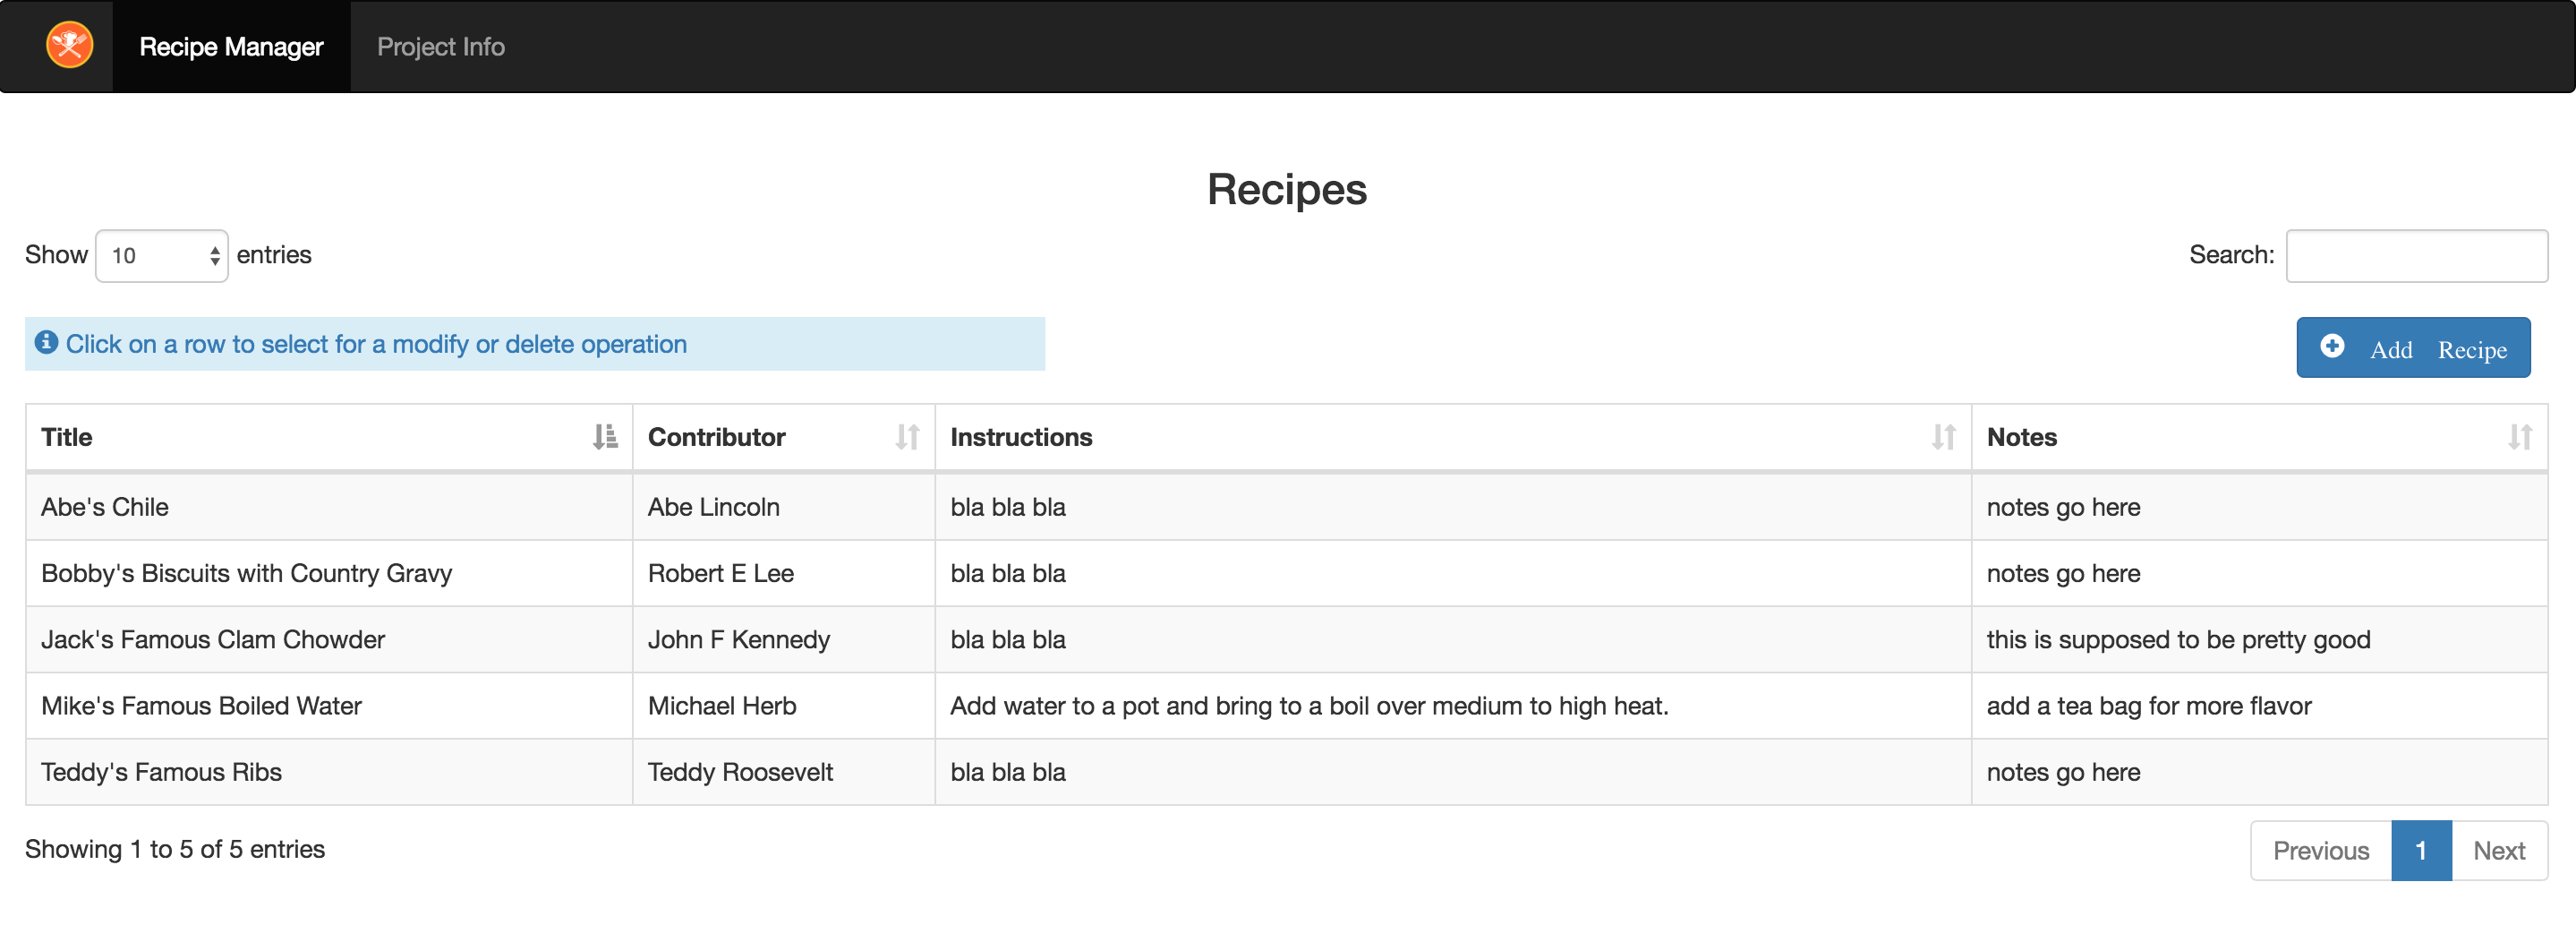 Recipe Manager Project Info
Recipes
Show 10 entries Search:
Click on a row to select for a modify or delete operation Add Recipe
Title Contributor Instructions Notes
Abe's Chile Abe Lincoln bla bla bla notes go here
Bobby's Biscuits with Country Gravy Robert E Lee bla bla bla notes go here
Jack's Famous Clam Chowder John F Kennedy bla bla bla this is supposed to be pretty good
Mike's Famous Boiled Water Michael Herb Add water to a pot and bring to a boil over medium to high heat. add a tea bag for more flavor
Teddy's Famous Ribs Teddy Roosevelt bla bla bla notes go here
Showing 1 to 5 of 5 entries Previous 1 Next